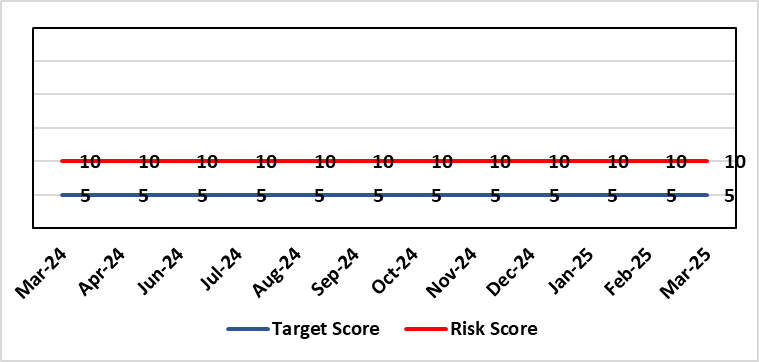 10 10 10 10 10 10 10 10 10 10 10 10
5 5 5 5 5 5 5 5 5 5 5 5
Mar-24 Apr-24 Jun-24 Jul-24 Aug-24 Sep-24 Oct-24 Nov-24 Dec-24 Jan-25 Feb-25 Mar-25
Target Score Risk Score